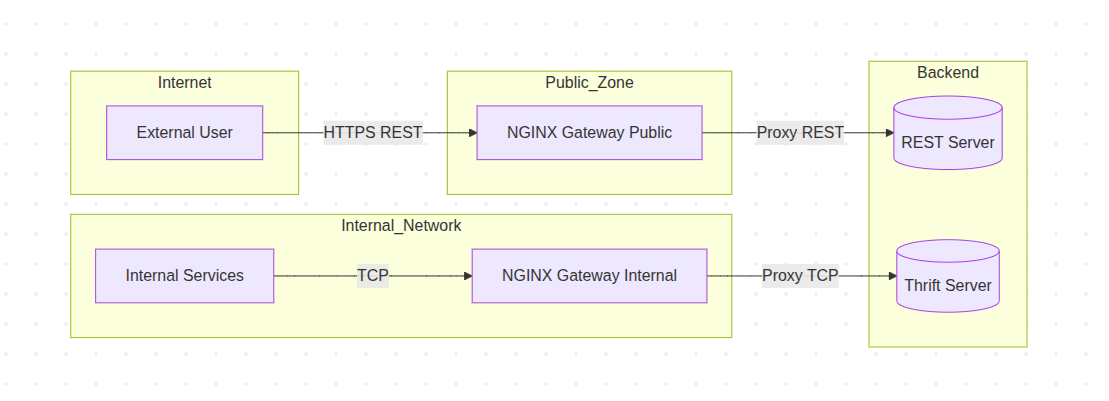 Internet
External User
HTTPS REST
Public_Zone
NGINX Gateway Public
Proxy REST
Backend
REST Server
Internal_Network
Internal Services
TCP
NGINX Gateway Internal
Proxy TCP
Thrift Server